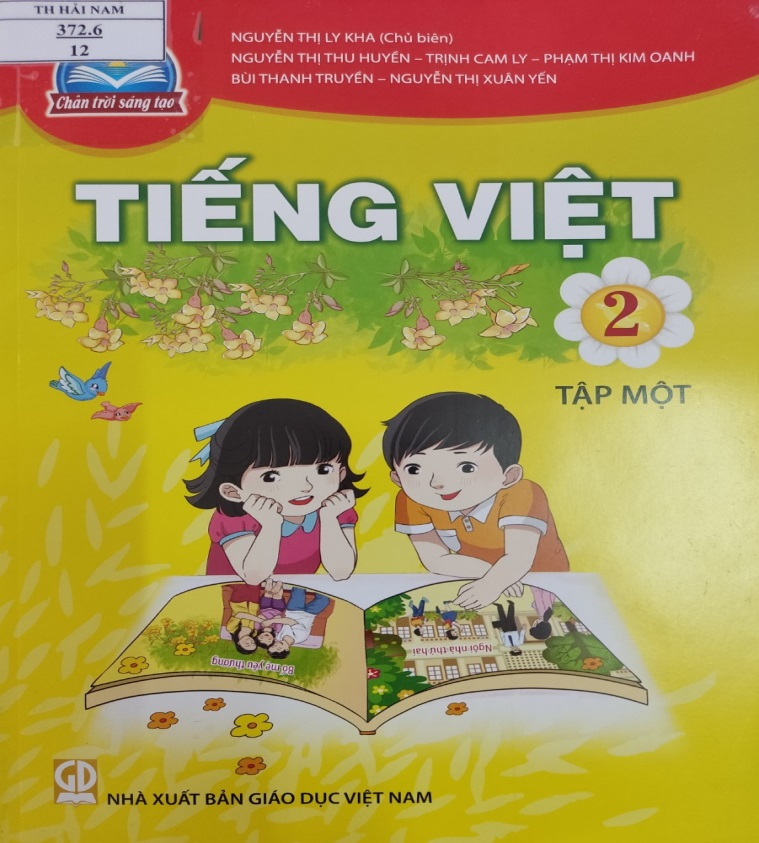 TH HẢI NAM
372.6
12
Chân trời sáng tạo
NGUYỄN THỊ LY KHA (Chủ biên)
NGUYỄN THỊ THU HUYỀN – TRỊNH CAM LY – PHẠM THỊ KIM OANH
BÙI THANH TRUYỀN – NGUYỄN THỊ XUÂN YẾN
TIẾNG VIỆT
2
TẬP MỘT
Bố mẹ yêu thương
Ngôi nhà thứ hai
GD
NHÀ XUẤT BẢN GIÁO DỤC VIỆT NAM